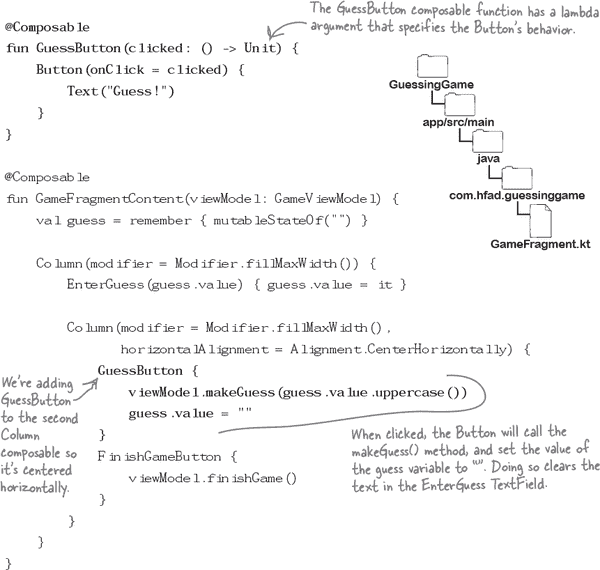 The GuessButton composable function has a lambda
argument that specifies the Button's behavior.
@Composable
fun GuessButton(clicked: () -> Unit) {
    Button(onClick = clicked) {
        Text("Guess!")
    }
}
GuessingGame
app/src/main
java
com.hfad.guessinggame
GameFragment.kt
@Composable
fun GameFragmentContent(viewModel: GameViewModel) {
    val guess = remember { mutableStateOf("") }
    Column(modifier = Modifier.fillMaxWidth()) {
        EnterGuess(guess.value) { guess.value = it }
        Column(modifier = Modifier.fillMaxWidth(),
               horizontalAlignment = Alignment.CenterHorizontally) {
            GuessButton {
                viewModel.makeGuess(guess.value.uppercase())
                guess.value = ""
            }
            FinishGameButton {
                viewModel.finishGame()
            }
        }
    }
}
We're adding
GuessButton
to the second
Column
composable so
it's centered
horizontally.
When clicked, the Button will call the
makeGuess() method, and set the value of
the guess variable to "". Doing so clears the
text in the EnterGuess TextField.